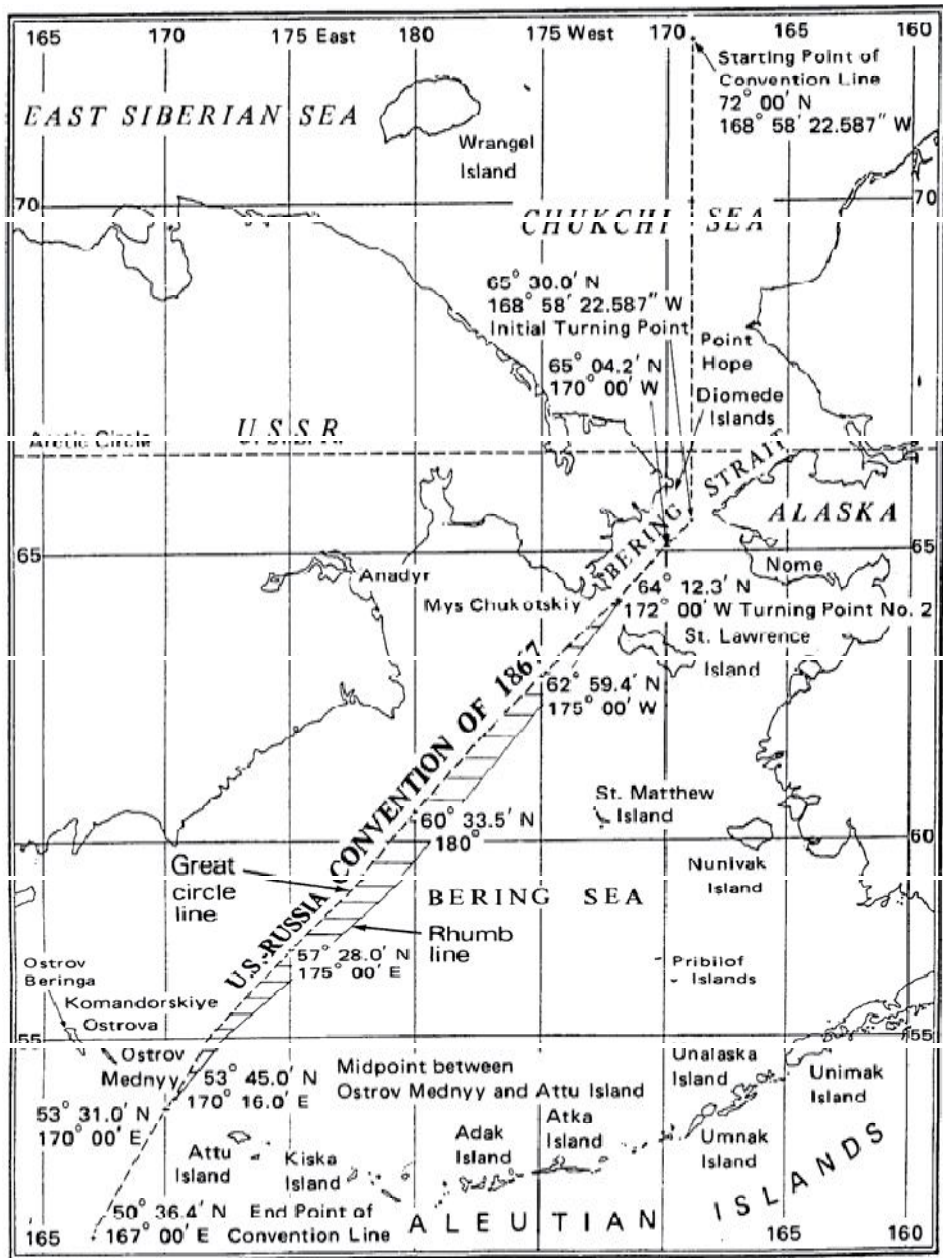 165 170 175 East 180 175 West 170 165 160
Starting Point of
Convention Line
72° 00' N
168° 58' 22.587" W
EAST SIBERIAN SEA
Wrangel
Island
70
70
CHUKCHI SEA
65° 30.0' N
168° 58' 22.587" W
Initial Turning Point
65° 04.2' N
170° 00' W
Point
Hope
Diomede
Islands
U.S.S.R.
Arctic Circle
BERING STRAIT
ALASKA
65
65
Anadyr
Nome
Mys Chukotskiy
64° 12.3' N
172° 00' W Turning Point No. 2
St. Lawrence
Island
62° 59.4' N
175° 00' W
U.S.-RUSSIA CONVENTION OF 1867
St. Matthew
Island
60° 33.5' N
180°
60
60
Nunivak
Island
Great
circle
line
BERING SEA
Rhumb
line
57° 28.0' N
175° 00' E
Ostrov
Beringa
Pribilof
Islands
Komandorskiye
Ostrova
55
55
Ostrov
Mednyy
53° 45.0' N
170° 16.0' E
Midpoint between
Ostrov Mednyy and Attu Island
Unalaska
Island
Unimak
Island
53° 31.0' N
170° 00' E
Attu
Island
Kiska
Island
Adak
Island
Atka
Island
Umnak
Island
50° 36.4' N
167° 00' E
End Point of
Convention Line
ALEUTIAN ISLANDS
165
165 160